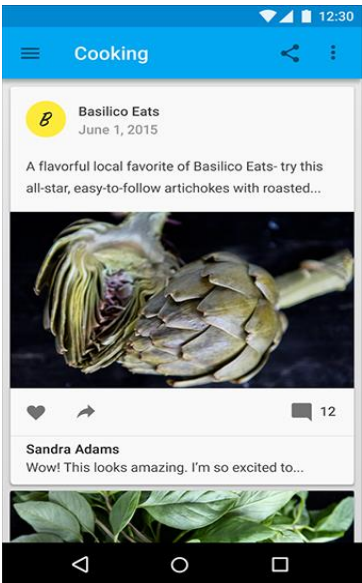 12:30
Cooking
B
Basilico Eats
June 1, 2015
A flavorful local favorite of Basilico Eats- try this
all-star, easy-to-follow artichokes with roasted...
12
Sandra Adams
Wow! This looks amazing. I'm so excited to...